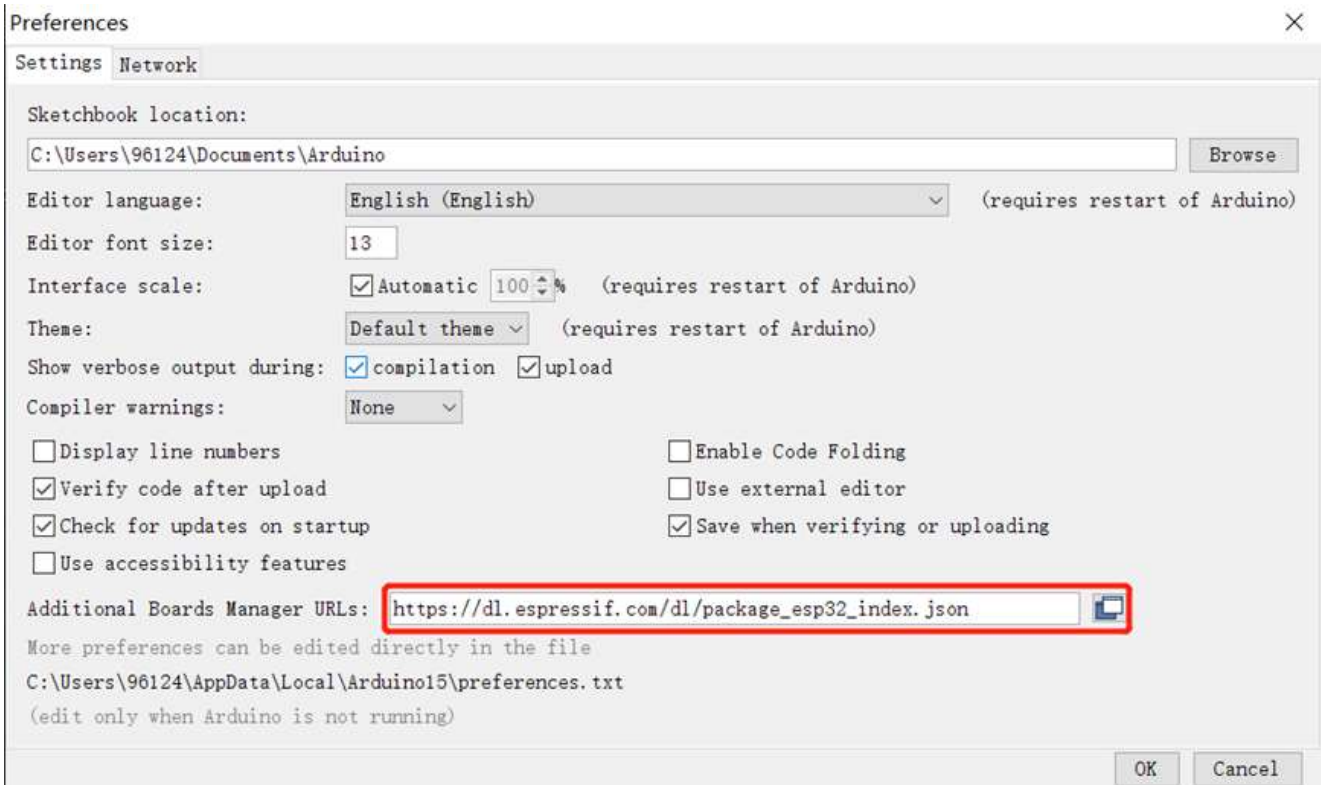 Preferences
Settings Network
Sketchbook location:
C:\Users\96124\Documents\Arduino Browse
Editor language: English (English) (requires restart of Arduino)
Editor font size: 13
Interface scale: Automatic 100 % (requires restart of Arduino)
Theme: Default theme (requires restart of Arduino)
Show verbose output during: compilation upload
Compiler warnings: None
Display line numbers Enable Code Folding
Verify code after upload Use external editor
Check for updates on startup Save when verifying or uploading
Use accessibility features
Additional Boards Manager URLs: https://dl.espressif.com/dl/package_esp32_index.json
More preferences can be edited directly in the file
C:\Users\96124\AppData\Local\Arduino15\preferences.txt
(edit only when Arduino is not running)
OK Cancel